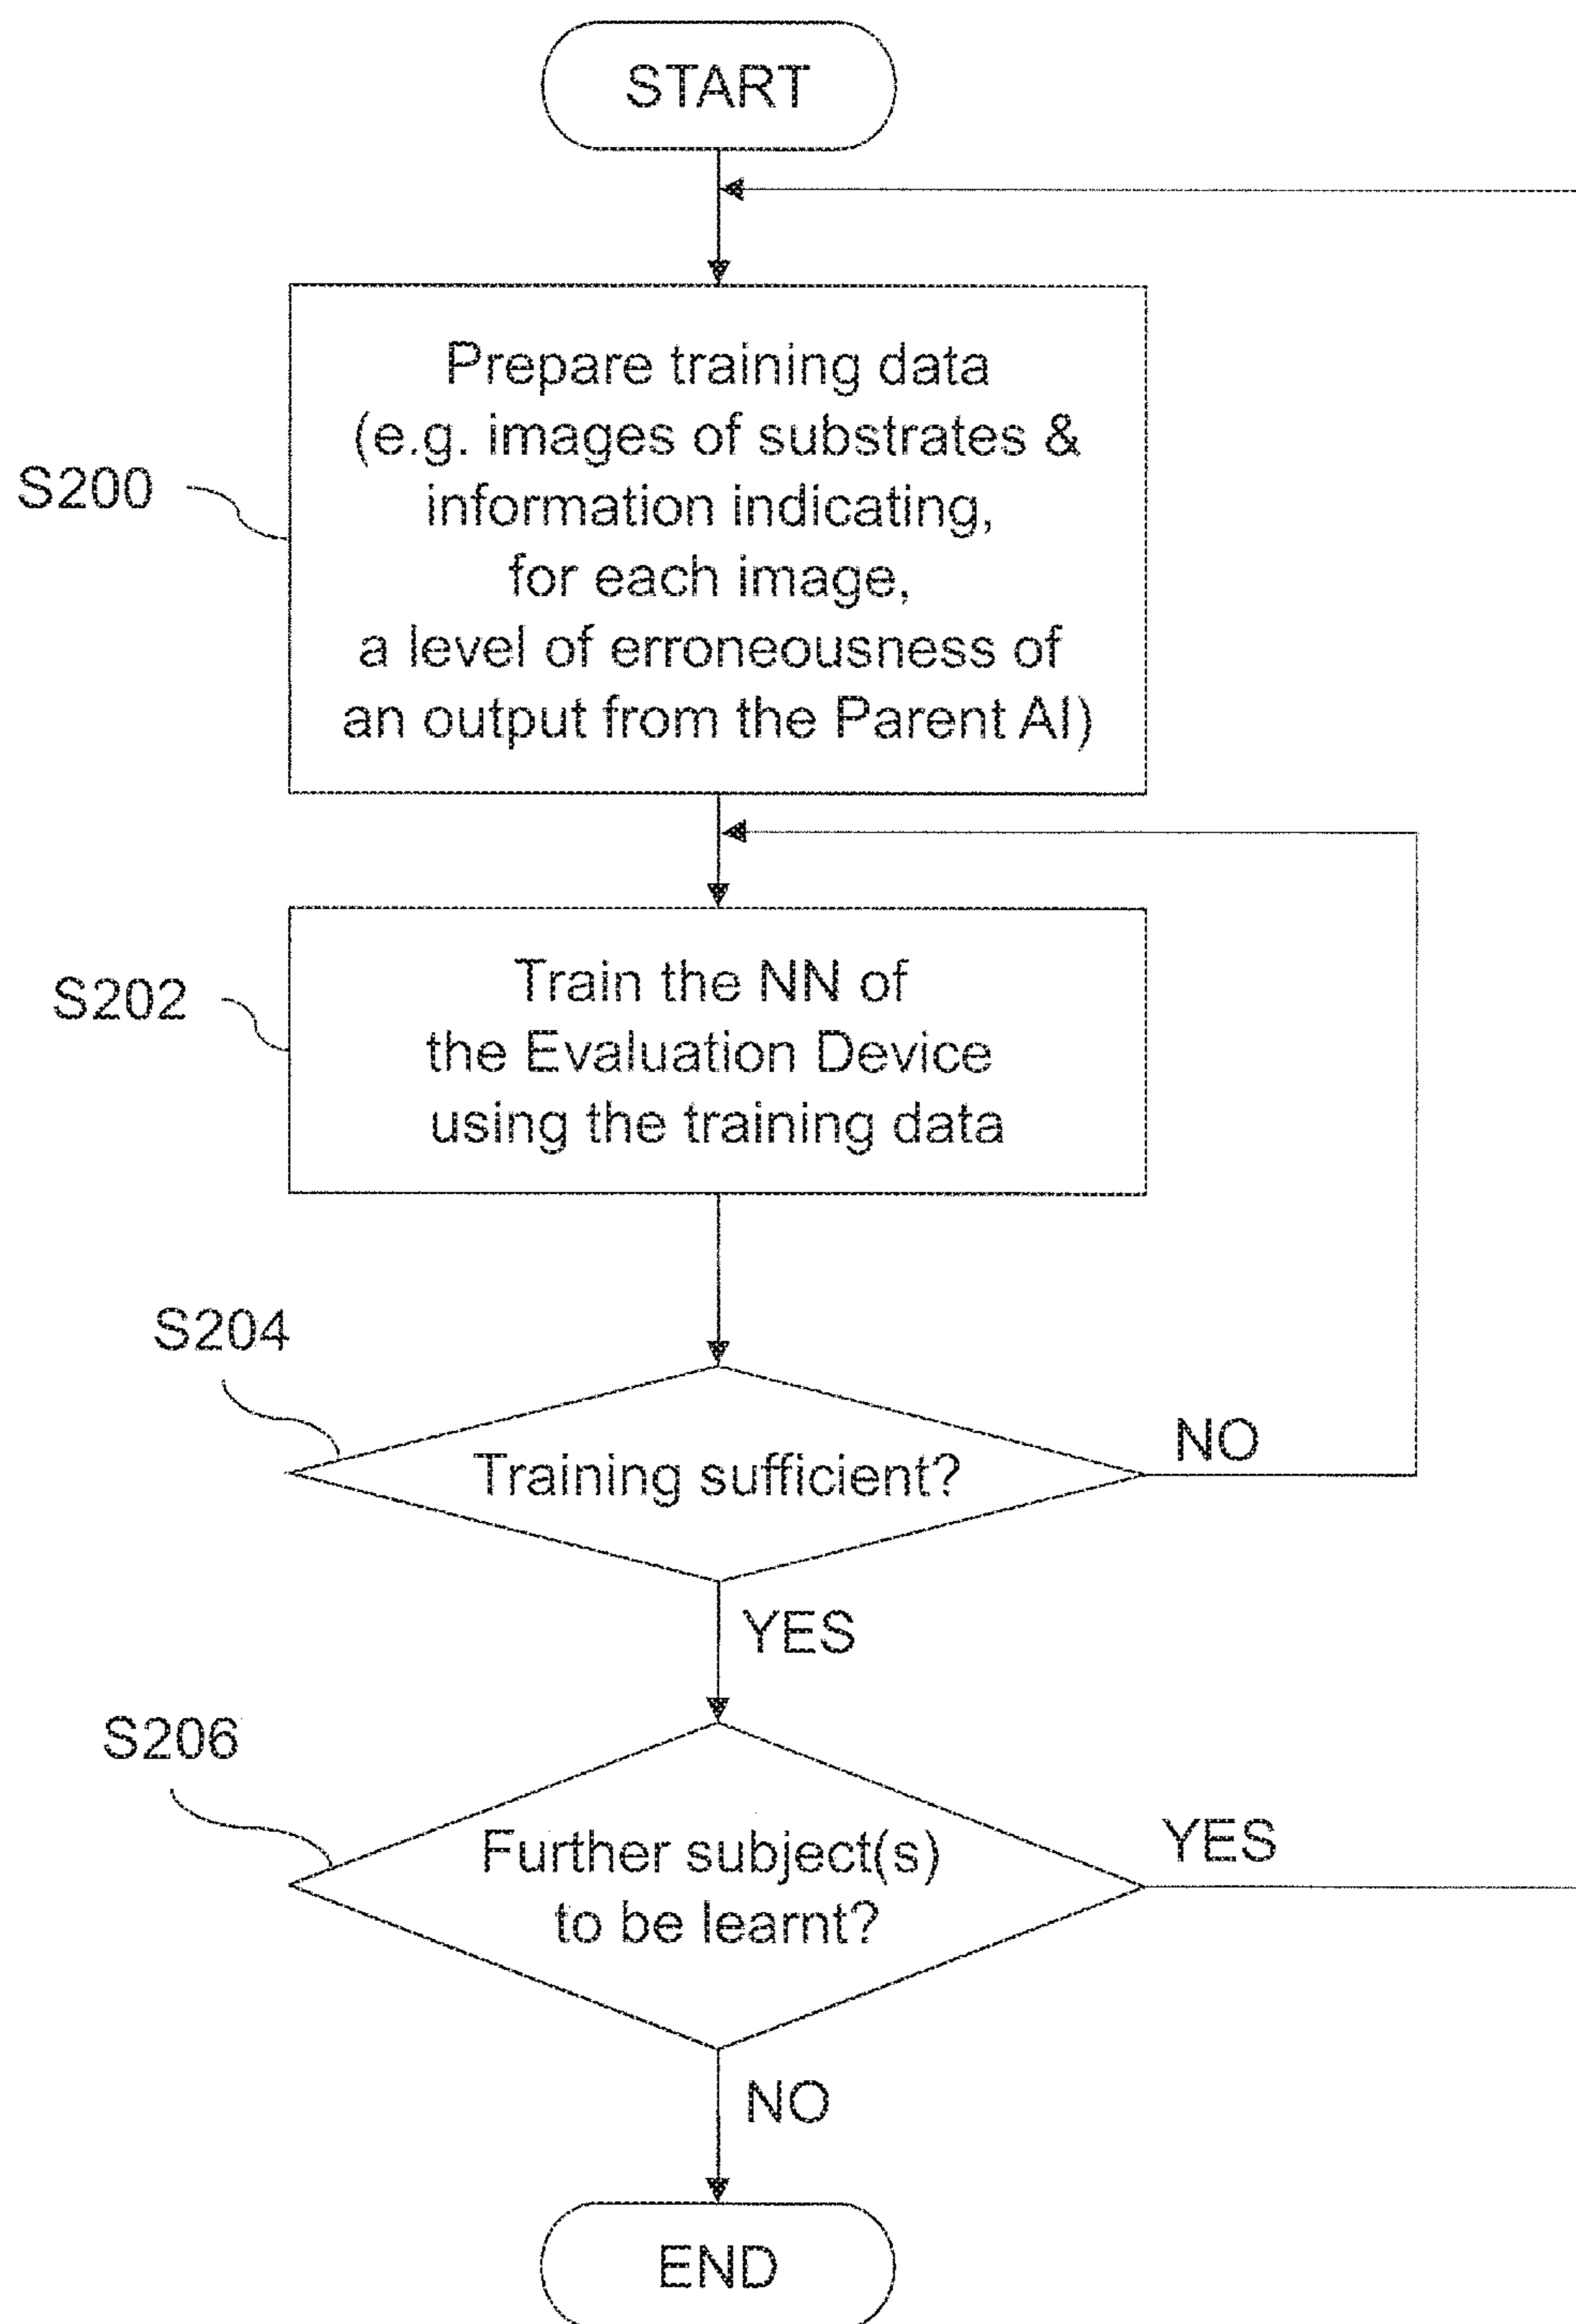 START
Prepare training data
(e.g. images of substrates &
information indicating,
for each image,
a level of erroneousness of
an output from the Parent AI)
S200
Train the NN of
the Evaluation Device
using the training data
S202
S204
Training sufficient?
NO
YES
S206
Further subject(s)
to be learnt?
YES
NO
END